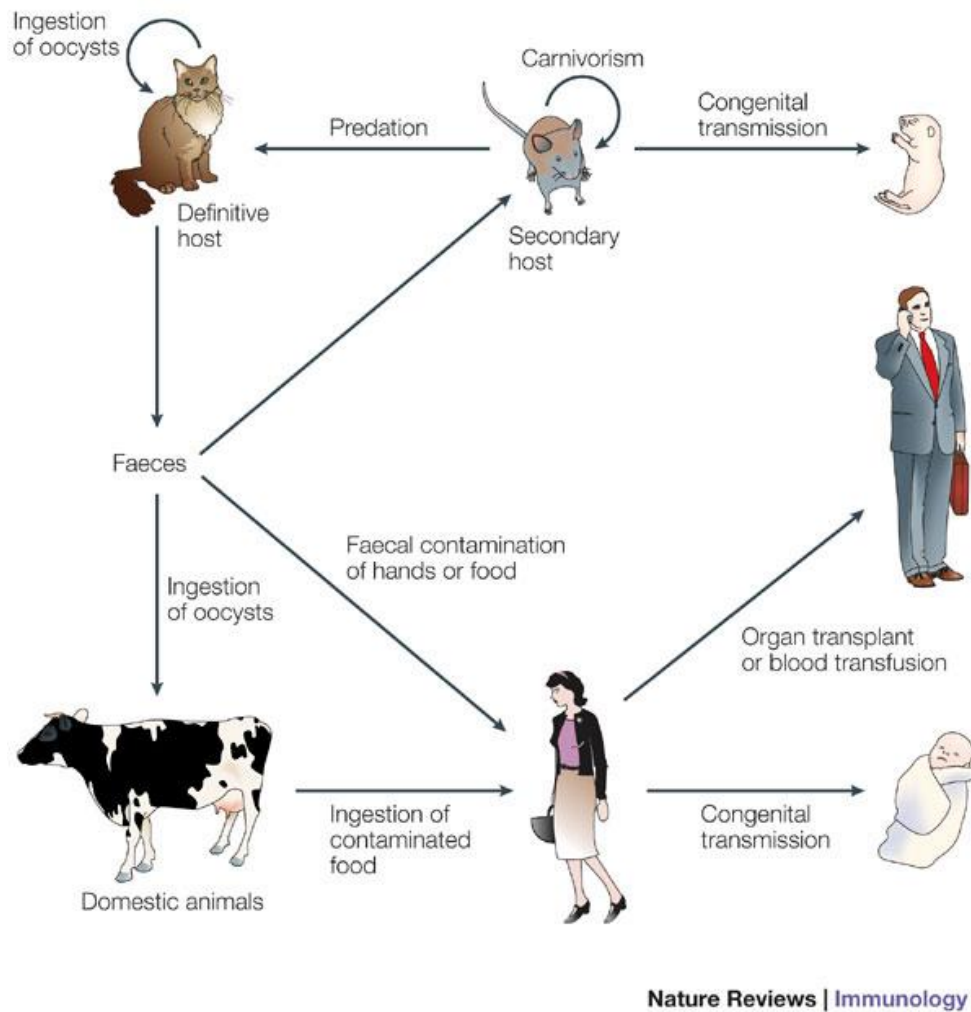 Ingestion
of oocysts
Carnivorism
Congenital
transmission
Predation
Definitive
host
Secondary
host
Faeces
Faecal contamination
of hands or food
Ingestion
of oocysts
Organ transplant
or blood transfusion
Ingestion of
contaminated
food
Congenital
transmission
Domestic animals
Nature Reviews | Immunology